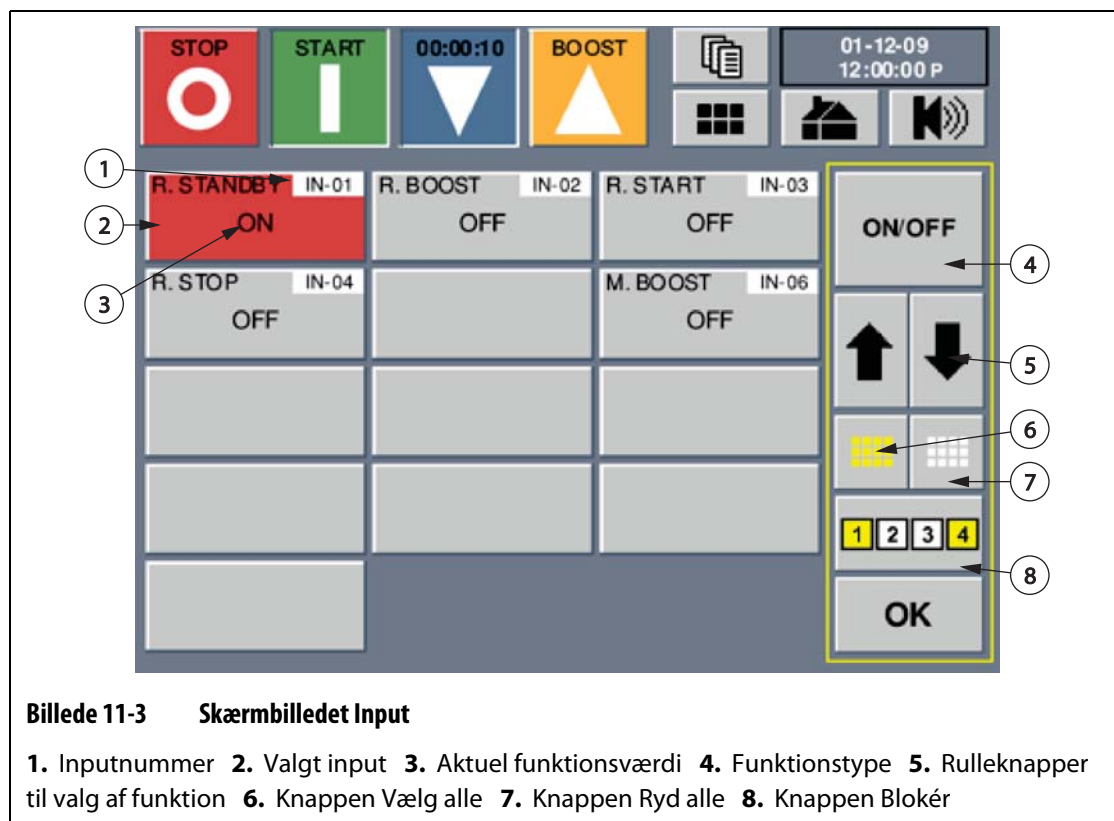 STOP START 00:00:10 BOOST 01-12-09
12:00:00 P
1
R. STANDBY IN-01 R. BOOST IN-02 R. START IN-03
2 ON OFF OFF ON/OFF
4
3 R. STOP IN-04 M. BOOST IN-06
OFF OFF
5
6
7
1 2 3 4
8
OK
Billede 11-3 Skærmbilledet Input
1. Inputnummer 2. Valgt input 3. Aktuel funktionsværdi 4. Funktionstype 5. Rulleknapper
til valg af funktion 6. Knappen Vælg alle 7. Knappen Ryd alle 8. Knappen Blokér